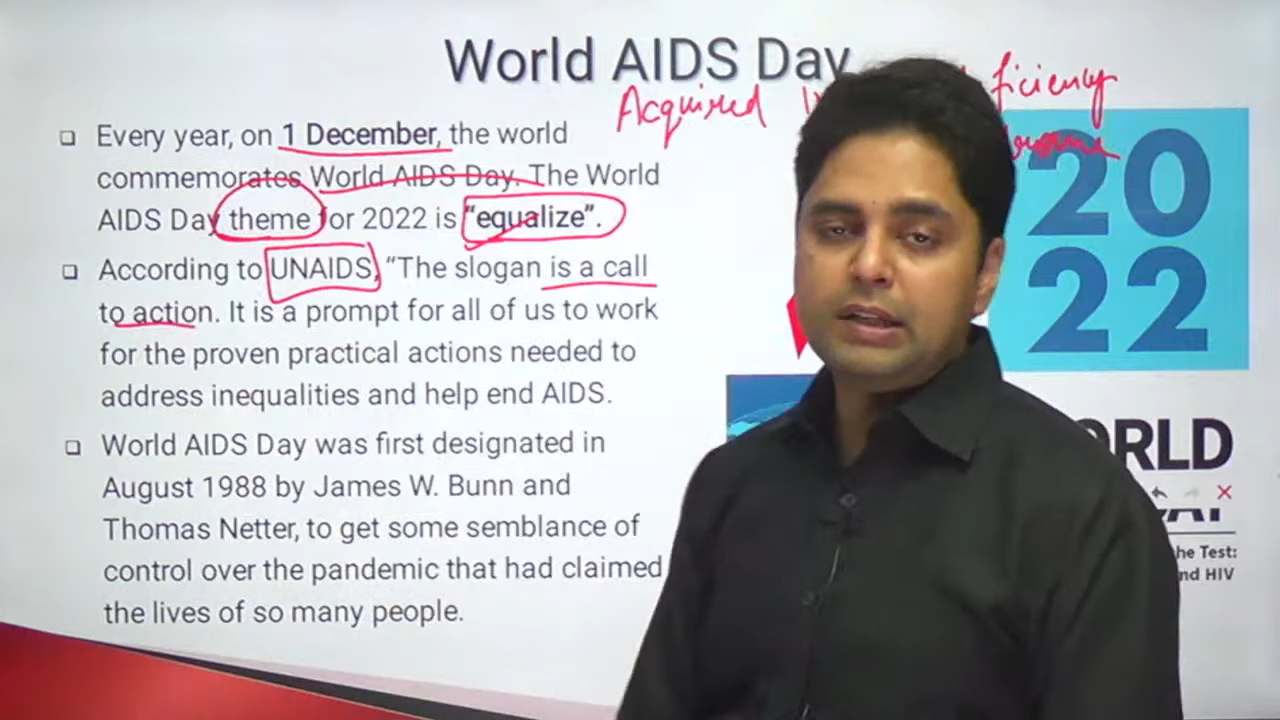 World AIDS Day
Acquired
❑ Every year, on 1 December, the world
commemorates World AIDS Day. The World
AIDS Day theme for 2022 is “equalize”.
❑ According to UNAIDS, “The slogan is a call
to action. It is a prompt for all of us to work
for the proven practical actions needed to
address inequalities and help end AIDS.
❑ World AIDS Day was first designated in
August 1988 by James W. Bunn and
Thomas Netter, to get some semblance of
control over the pandemic that had claimed
the lives of so many people.
20
22
ORLD
he Test:
nd HIV